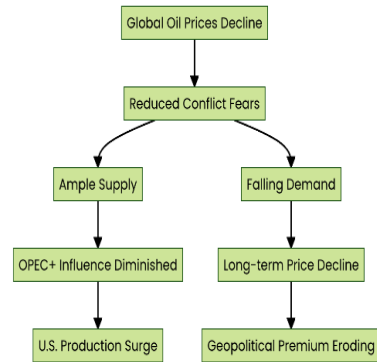 Global Oil Prices Decline
Reduced Conflict Fears
Ample Supply
Falling Demand
OPEC+ Influence Diminished
Long-term Price Decline
U.S. Production Surge
Geopolitical Premium Eroding